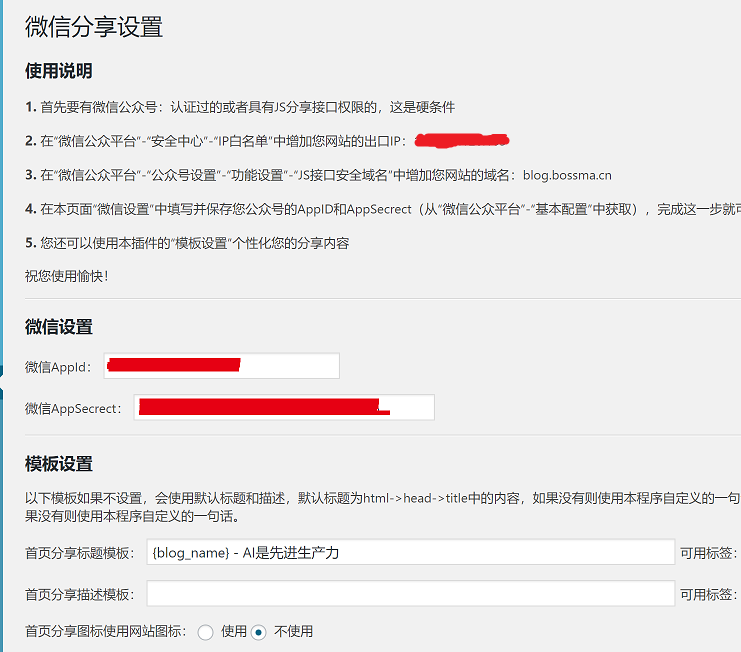 微信分享设置
使用说明
1. 首先要有微信公众号：认证过的或者具有JS分享接口权限的，这是硬条件
2. 在“微信公众平台”-“安全中心”-“IP白名单”中增加您网站的出口IP：
3. 在“微信公众平台”-“公众号设置”-“功能设置”-“JS接口安全域名”中增加您网站的域名：blog.bossma.cn
4. 在本页面“微信设置”中填写并保存您公众号的AppID和AppSecrect（从“微信公众平台”-“基本配置”中获取），完成这一步就可
5. 您还可以使用本插件的“模板设置”个性化您的分享内容
祝您使用愉快！
微信设置
微信AppId：
微信AppSecrect：
模板设置
以下模板如果不设置，会使用默认标题和描述，默认标题为html->head->title中的内容，如果没有则使用本程序自定义的一句
果没有则使用本程序自定义的一句话。
首页分享标题模板： {blog_name} - AI是先进生产力 可用标签：
首页分享描述模板： 可用标签：
首页分享图标使用网站图标： 使用 不使用